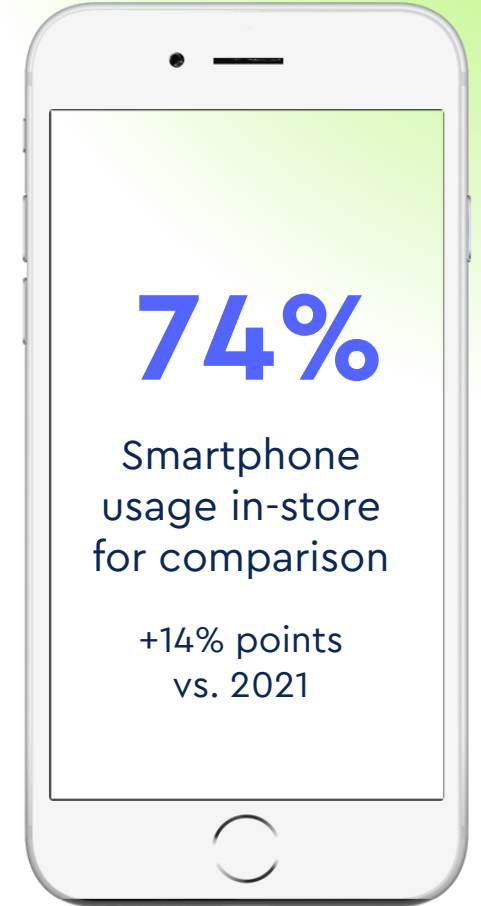 74%
Smartphone
usage in-store
for comparison
+14% points
vs. 2021